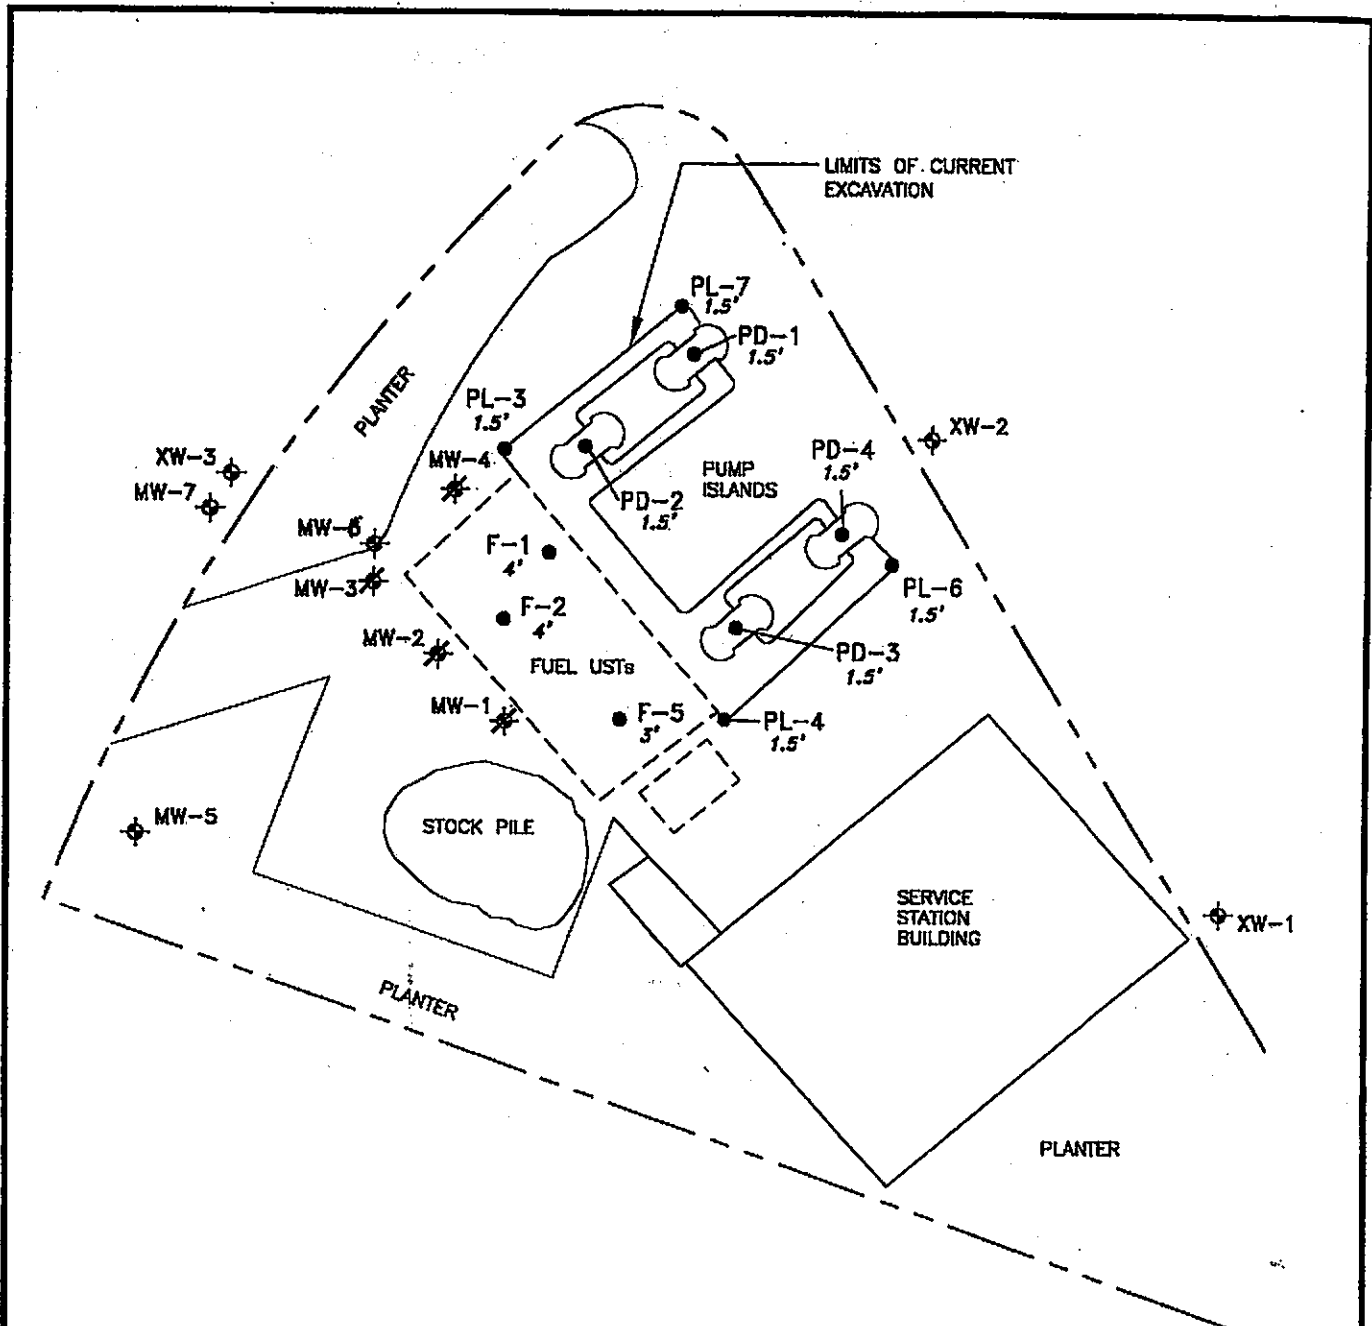 LIMITS OF CURRENT
EXCAVATION
PL-7
1.5'
PD-1
1.5'
PLANTER
PL-3
1.5'
XW-2
XW-3
MW-7
MW-4
PUMP
ISLANDS
PD-4
1.5'
PD-2
1.5'
MW-6
F-1
4'
MW-3
PL-6
1.5'
F-2
4'
MW-2
FUEL USTs
PD-3
1.5'
MW-1
F-5
3'
PL-4
1.5'
MW-5
STOCK PILE
SERVICE
STATION
BUILDING
XW-1
PLANTER
PLANTER